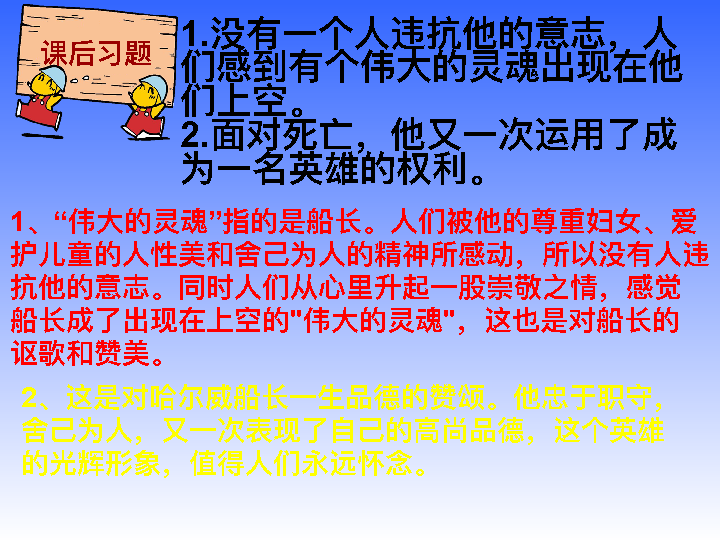 课后习题
1.没有一个人违抗他的意志，人
们感到有个伟大的灵魂出现在他
们上空。
2.面对死亡，他又一次运用了成
为一名英雄的权利。
1、“伟大的灵魂”指的是船长。人们被他的尊重妇女、爱
护儿童的人性美和舍己为人的精神所感动，所以没有人违
抗他的意志。同时人们从心里升起一股崇敬之情，感觉
船长成了出现在上空的"伟大的灵魂"，这也是对船长的
讴歌和赞美。
2、这是对哈尔威船长一生品德的赞颂。他忠于职守，
舍己为人，又一次表现了自己的高尚品德，这个英雄
的光辉形象，值得人们永远怀念。